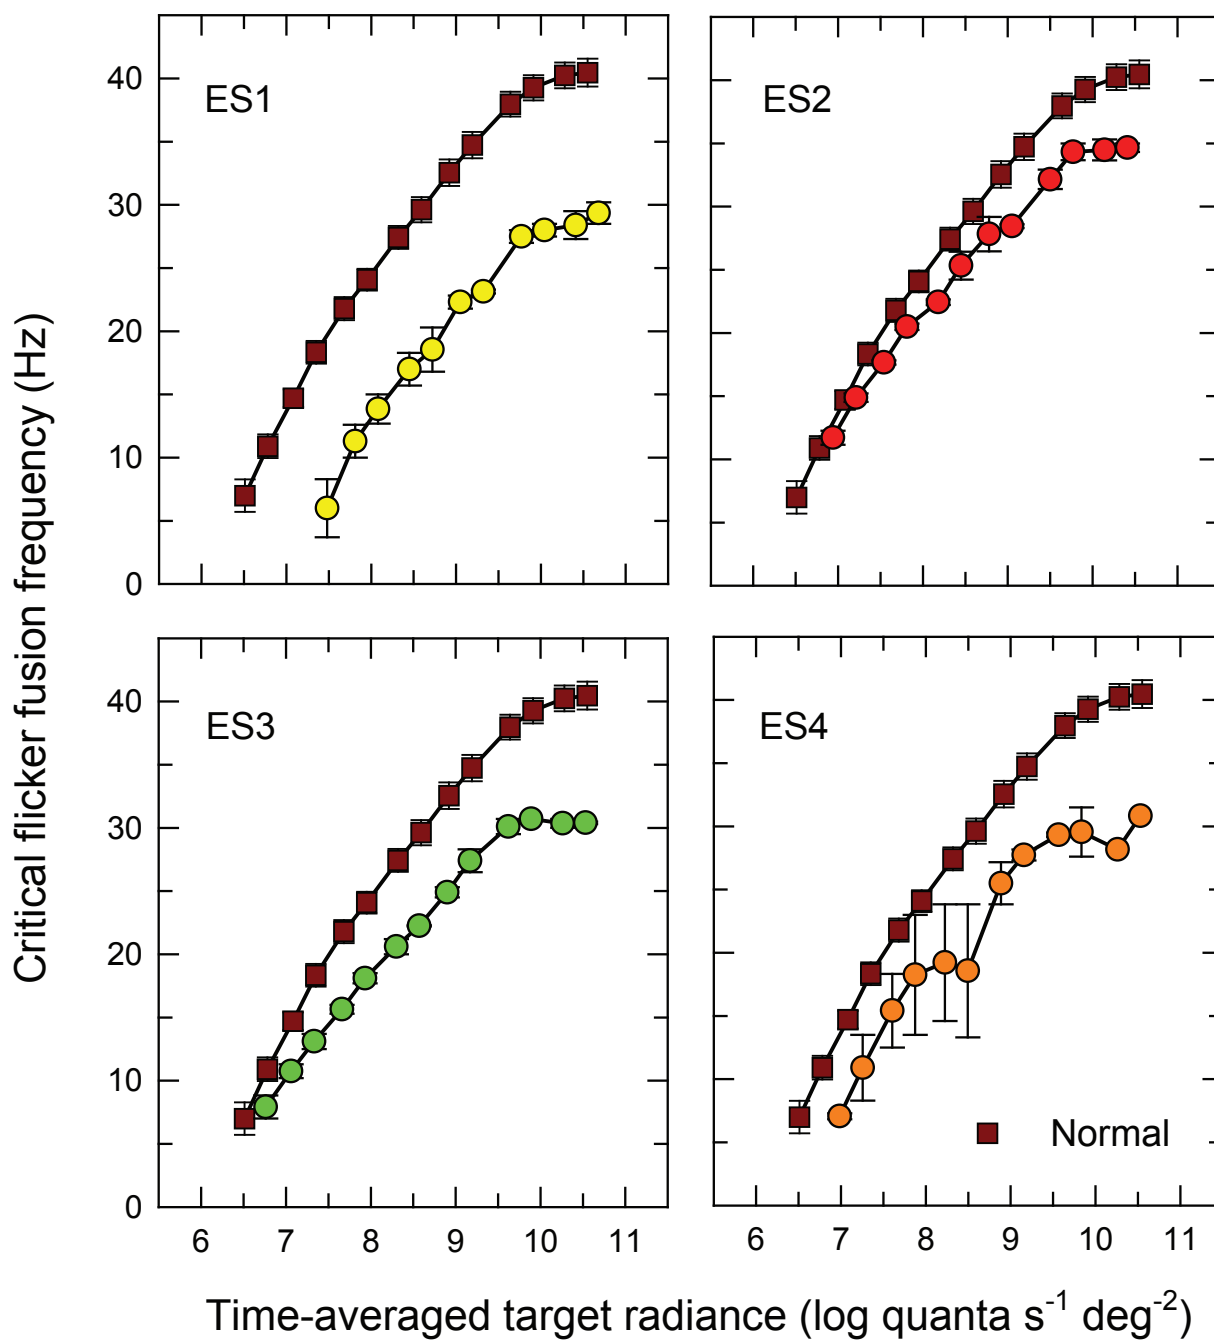 ES1
ES2
40
30
20
10
0
ES3
ES4
40
30
20
10
0
Normal
6 7 8 9 10 11
6 7 8 9 10 11
Critical flicker fusion frequency (Hz)
Time-averaged target radiance (log quanta s⁻¹ deg⁻²)